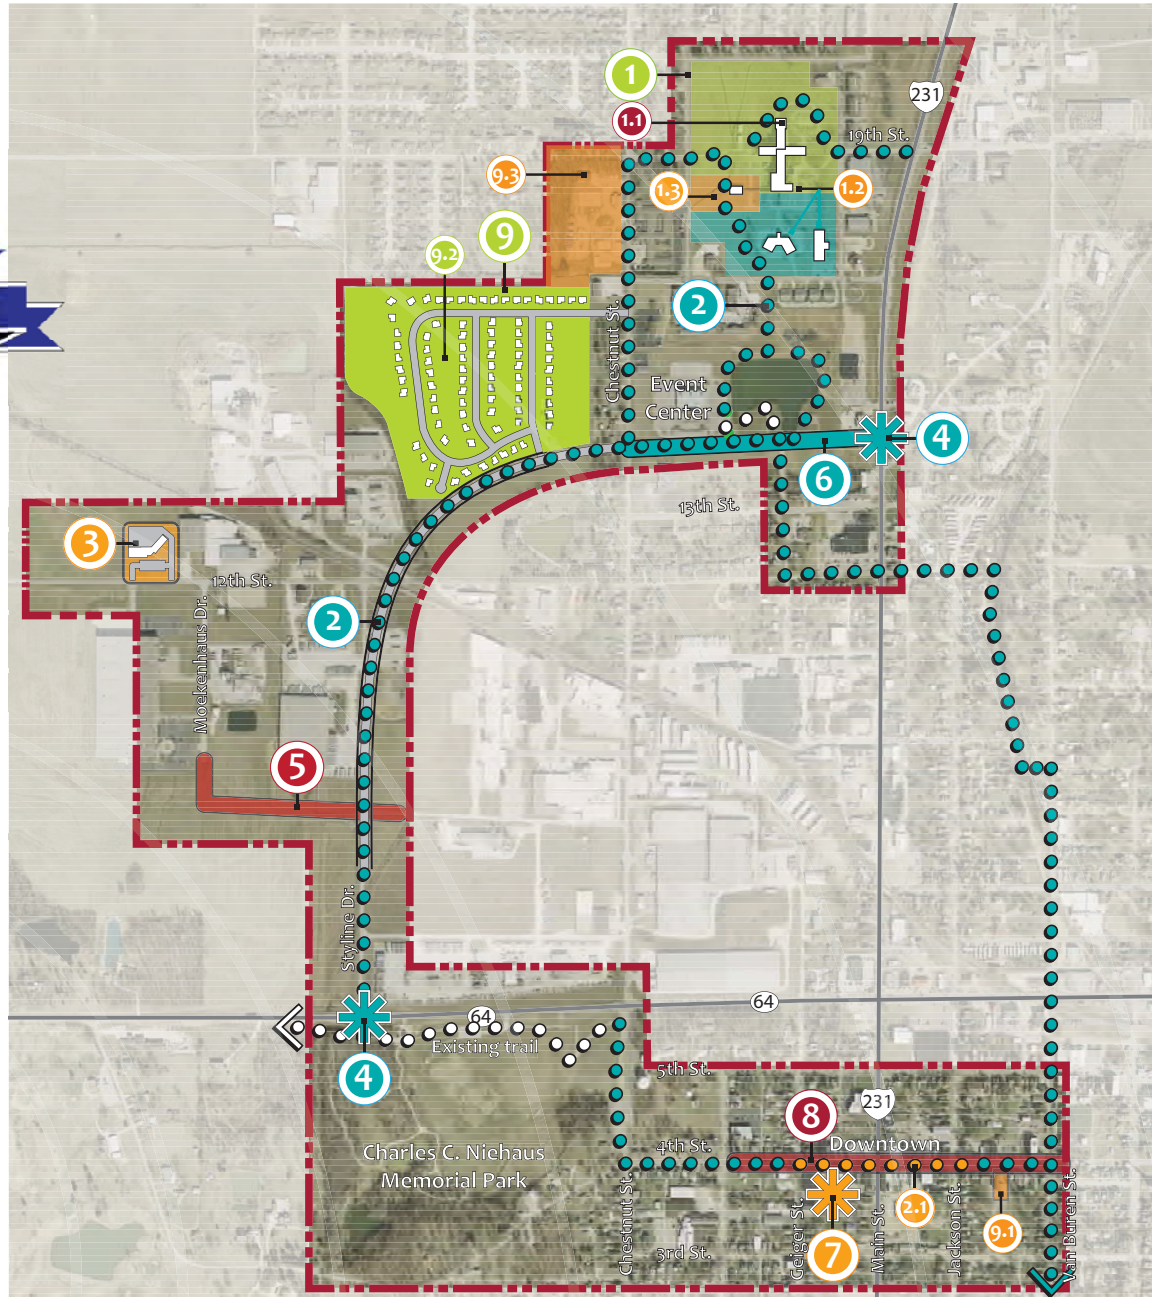 1
231
1.1
19th St.
9.3
1.3
1.2
9
9.2
2
Chestnut St.
Event
Center
4
6
13th St.
3
12th St.
2
Moekenhaus Dr.
5
Styline Dr.
64
64
Existing trail
4
5th St.
8
231
4th St.
Downtown
Charles C. Niehaus
Memorial Park
Chestnut St.
Geiger St.
Main St.
2.1
Jackson St.
9.1
Van Buren St.
3rd St.
7